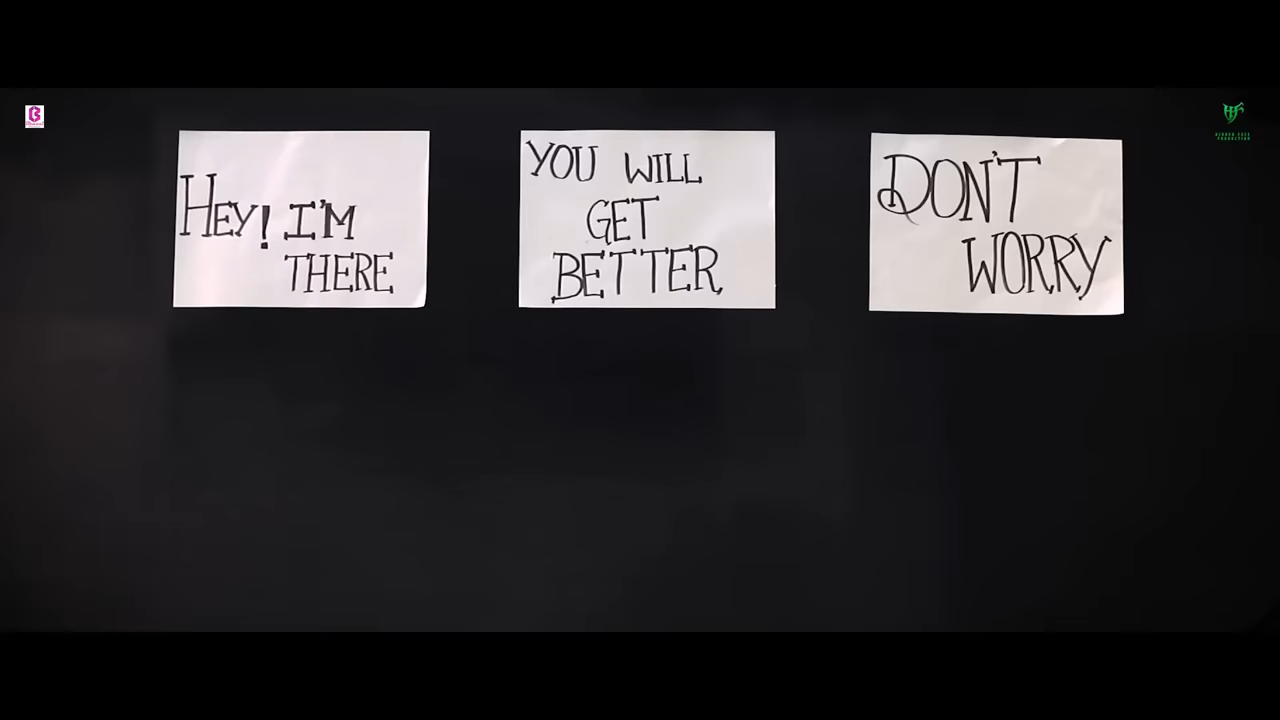 HEY! I'M
THERE
YOU WILL
GET
BETTER
DON'T
WORRY